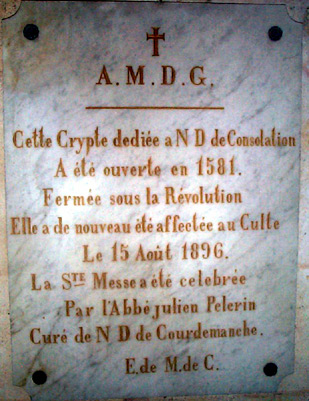 A.M.D.G.
Cette Crypte dediée a N D de Consolation
A été ouverte en 1581.
Fermée sous la Révolution
Elle a de nouveau été affectée au Culte
Le 15 Août 1896.
La STE Messe a été celebrée
Par l'Abbé Julien Pelerin
Curé de N D de Courdemanche.
E. de M. de C.